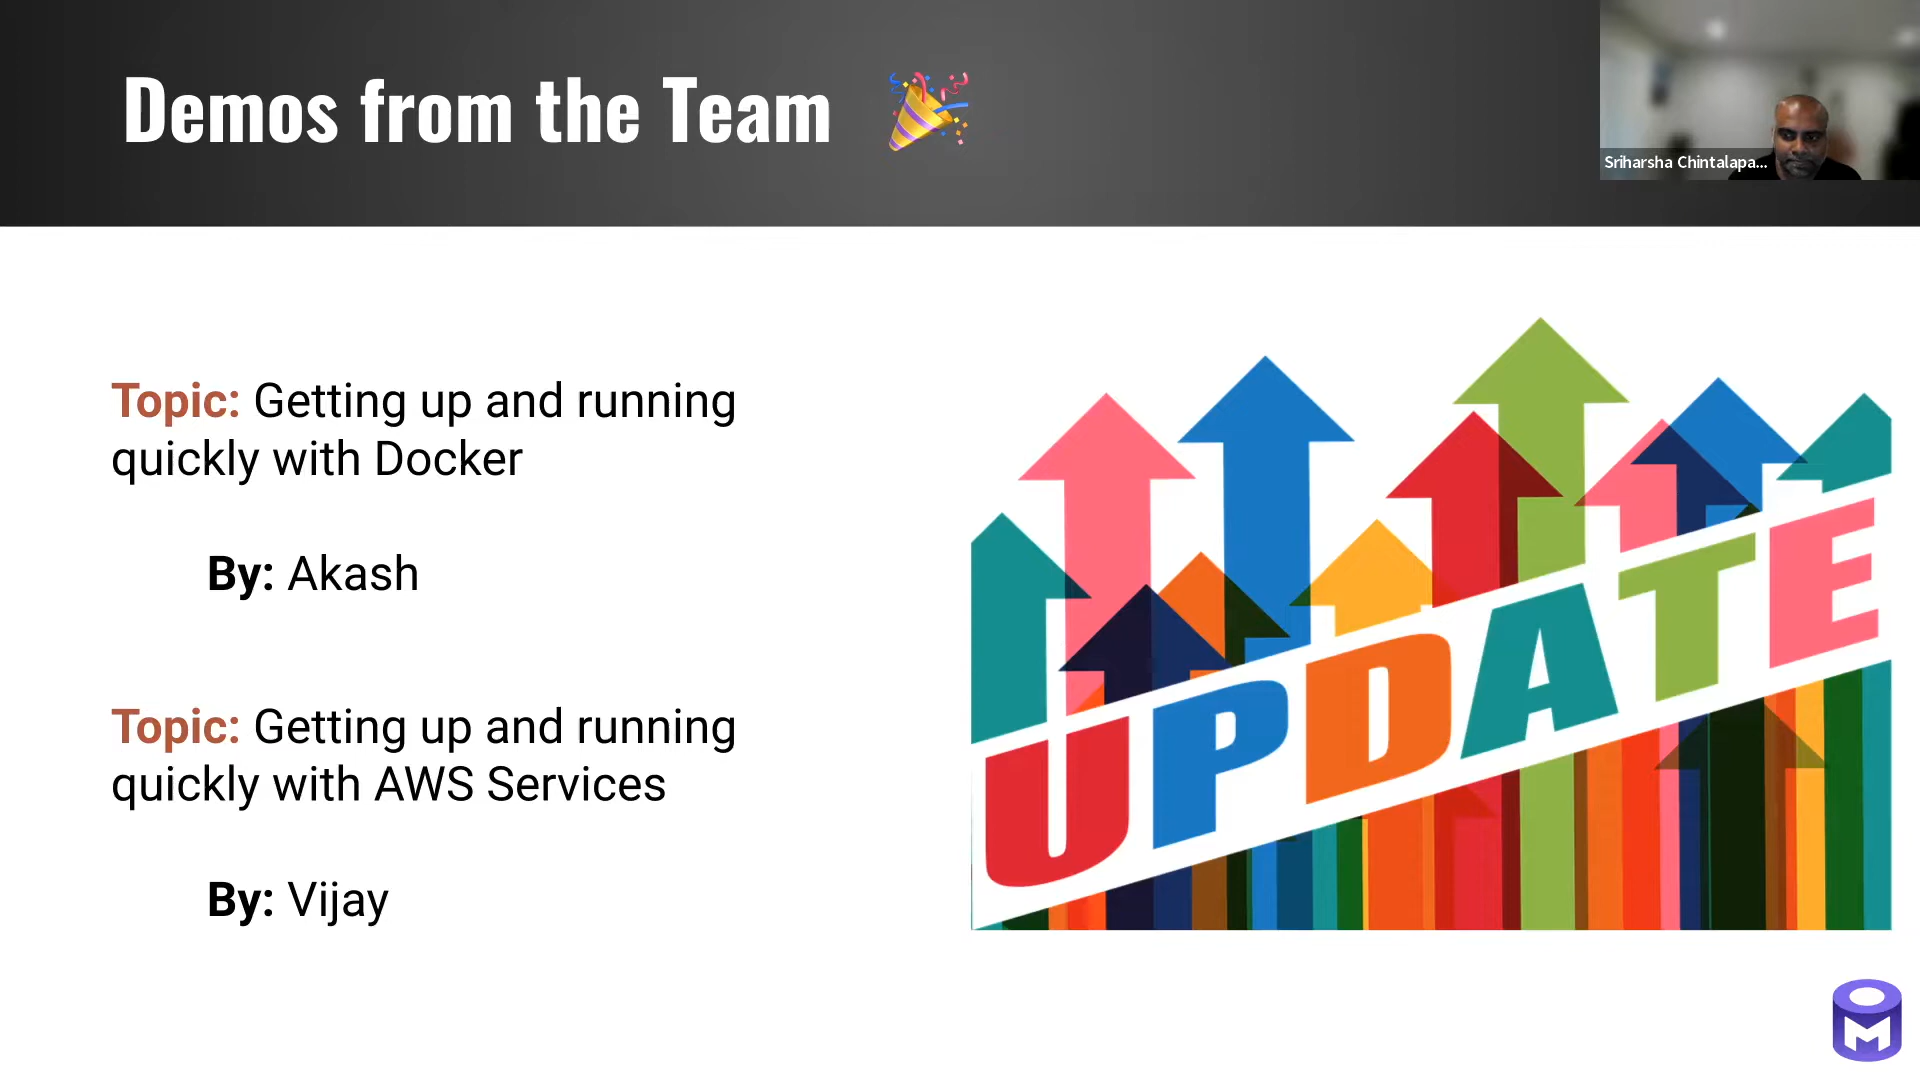 Demos from the Team
Sriharsha Chintalapa...
Topic: Getting up and running
quickly with Docker
By: Akash
Topic: Getting up and running
quickly with AWS Services
By: Vijay
UPDATE
M